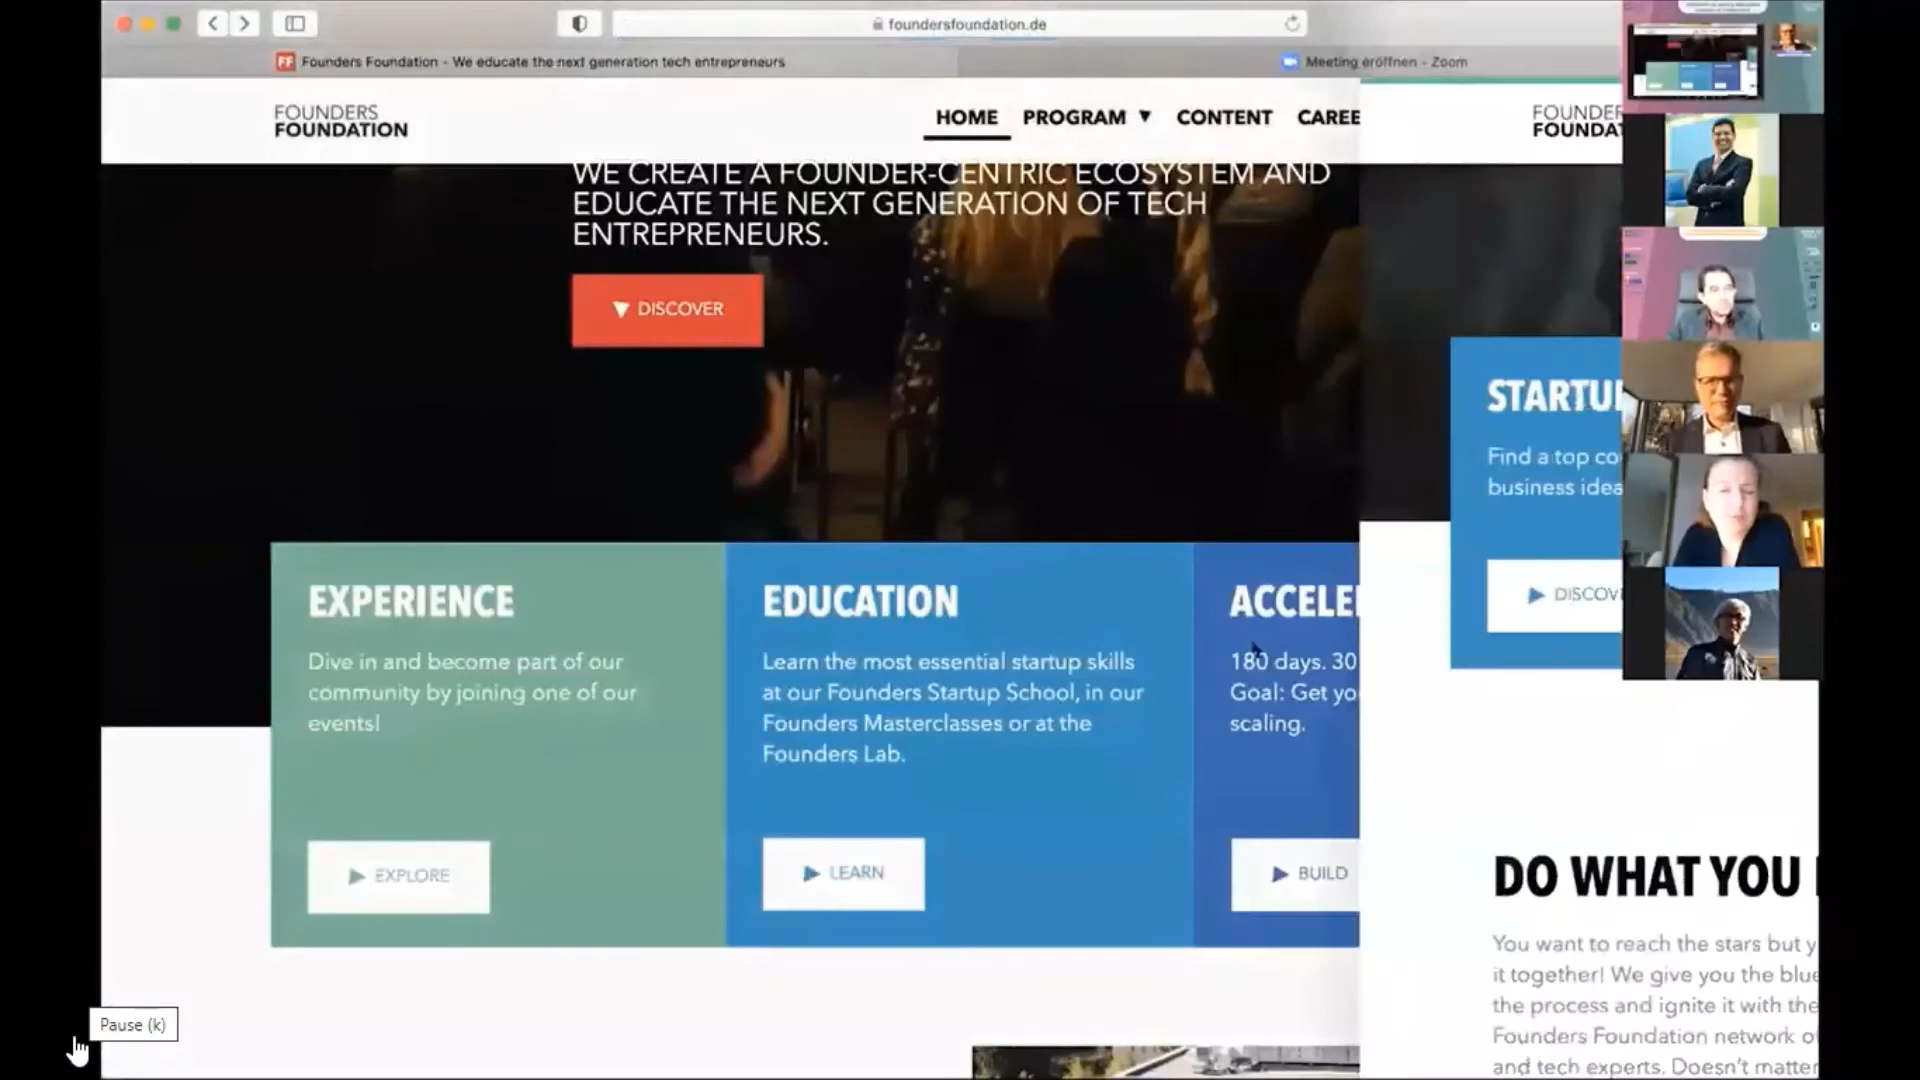 foundersfoundation.de
FF Founders Foundation - We educate the next generation tech entrepreneurs
Meeting eröffnen - Zoom
FOUNDERS
FOUNDATION
HOME PROGRAM ▼ CONTENT CAREE
FOUNDER
FOUNDAT
WE CREATE A FOUNDER-CENTRIC ECOSYSTEM AND
EDUCATE THE NEXT GENERATION OF TECH
ENTREPRENEURS.
▼ DISCOVER
EXPERIENCE
Dive in and become part of our
community by joining one of our
events!
▶ EXPLORE
EDUCATION
Learn the most essential startup skills
at our Founders Startup School, in our
Founders Masterclasses or at the
Founders Lab.
▶ LEARN
ACCELE
180 days. 30
Goal: Get yo
scaling.
▶ BUILD
STARTU
Find a top co
business idea
▶ DISCOV
DO WHAT YOU
You want to reach the stars but y
it together! We give you the blue
the process and ignite it with the
Founders Foundation network o
and tech experts. Doesn't matter
Pause (k)